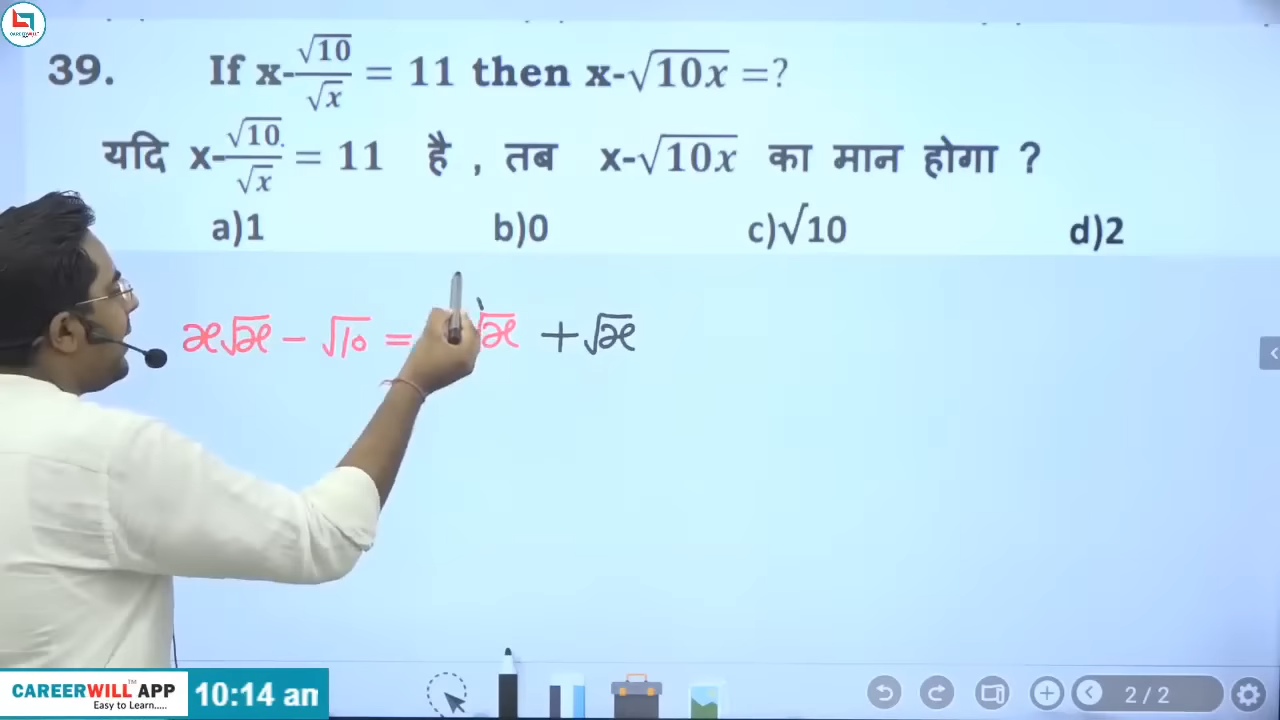 CAREERWILL
39. If x-√10/√x = 11 then x-√10x =?
यदि x-√10/√x = 11 है , तब x-√10x का मान होगा ?
a)1 b)0 c)√10 d)2
x√x - √10 = √x + √x
CAREERWILL™ APP
Easy to Learn.....
10:14 am
2 / 2